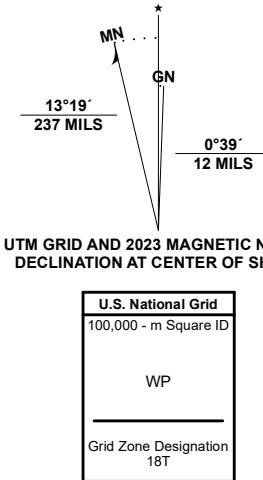 ★
MN
GN
13°19´
237 MILS
0°39´
12 MILS
UTM GRID AND 2023 MAGNETIC N
DECLINATION AT CENTER OF SH
U.S. National Grid
100,000 - m Square ID
WP
Grid Zone Designation
18T